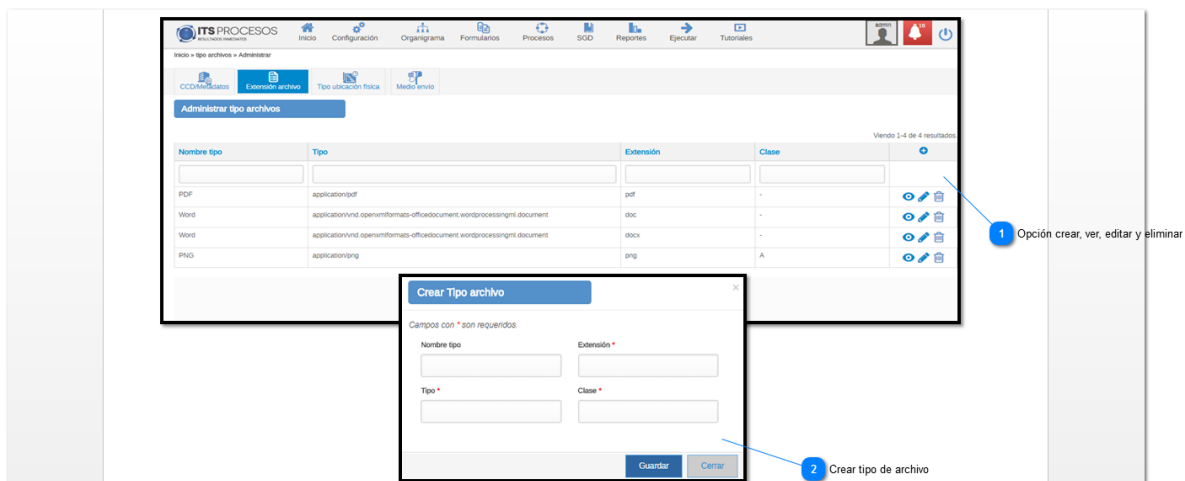 ITS PROCESOS
RESULTADOS INMEDIATOS
Inicio Configuración Organigrama Formularios Procesos SGD Reportes Ejecutar Tutoriales
admin
Inicio » tipo archivos » Administrar
CCD/Metadatos Extensión archivo Tipo ubicación física Medio envío
Administrar tipo archivos
Viendo 1-4 de 4 resultados.
Nombre tipo Tipo Extensión Clase
PDF application/pdf pdf -
Word application/vnd.openxmlformats-officedocument.wordprocessingml.document doc -
Word application/vnd.openxmlformats-officedocument.wordprocessingml.document docx -
PNG application/png png A
1 Opción crear, ver, editar y eliminar
Crear Tipo archivo ×
Campos con * son requeridos.
Nombre tipo Extensión *
Tipo * Clase *
Guardar Cerrar
2 Crear tipo de archivo